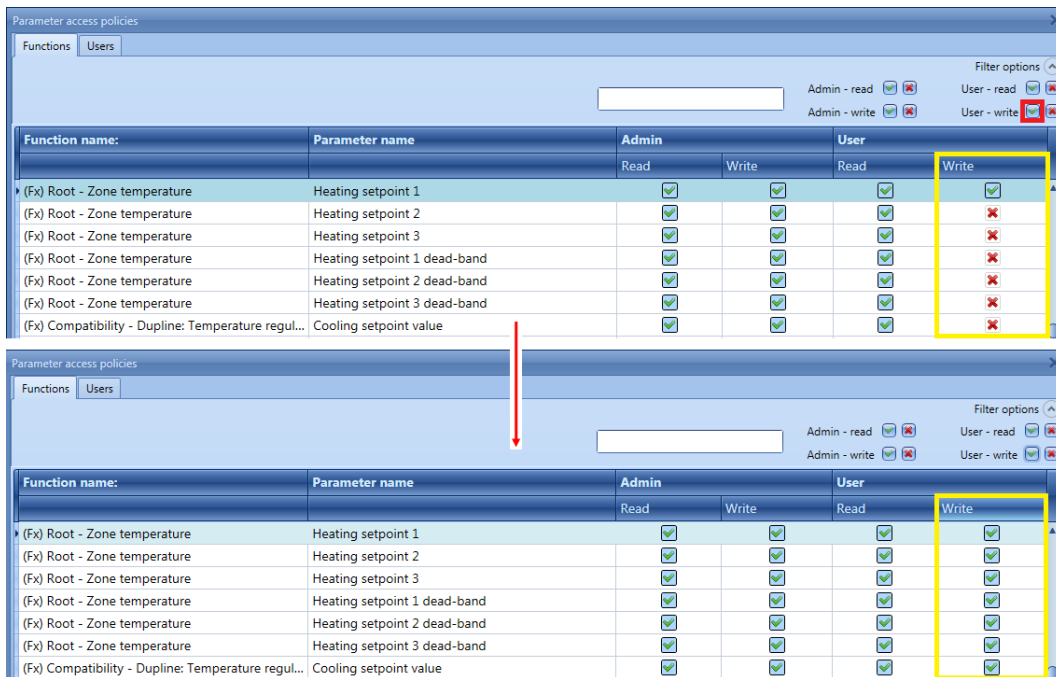 Parameter access policies
Functions Users
Filter options
Admin - read User - read
Admin - write User - write
Function name: Parameter name Admin User
Read Write Read Write
(Fx) Root - Zone temperature Heating setpoint 1
(Fx) Root - Zone temperature Heating setpoint 2
(Fx) Root - Zone temperature Heating setpoint 3
(Fx) Root - Zone temperature Heating setpoint 1 dead-band
(Fx) Root - Zone temperature Heating setpoint 2 dead-band
(Fx) Root - Zone temperature Heating setpoint 3 dead-band
(Fx) Compatibility - Dupline: Temperature regul... Cooling setpoint value
Parameter access policies
Functions Users
Filter options
Admin - read User - read
Admin - write User - write
Function name: Parameter name Admin User
Read Write Read Write
(Fx) Root - Zone temperature Heating setpoint 1
(Fx) Root - Zone temperature Heating setpoint 2
(Fx) Root - Zone temperature Heating setpoint 3
(Fx) Root - Zone temperature Heating setpoint 1 dead-band
(Fx) Root - Zone temperature Heating setpoint 2 dead-band
(Fx) Root - Zone temperature Heating setpoint 3 dead-band
(Fx) Compatibility - Dupline: Temperature regul... Cooling setpoint value